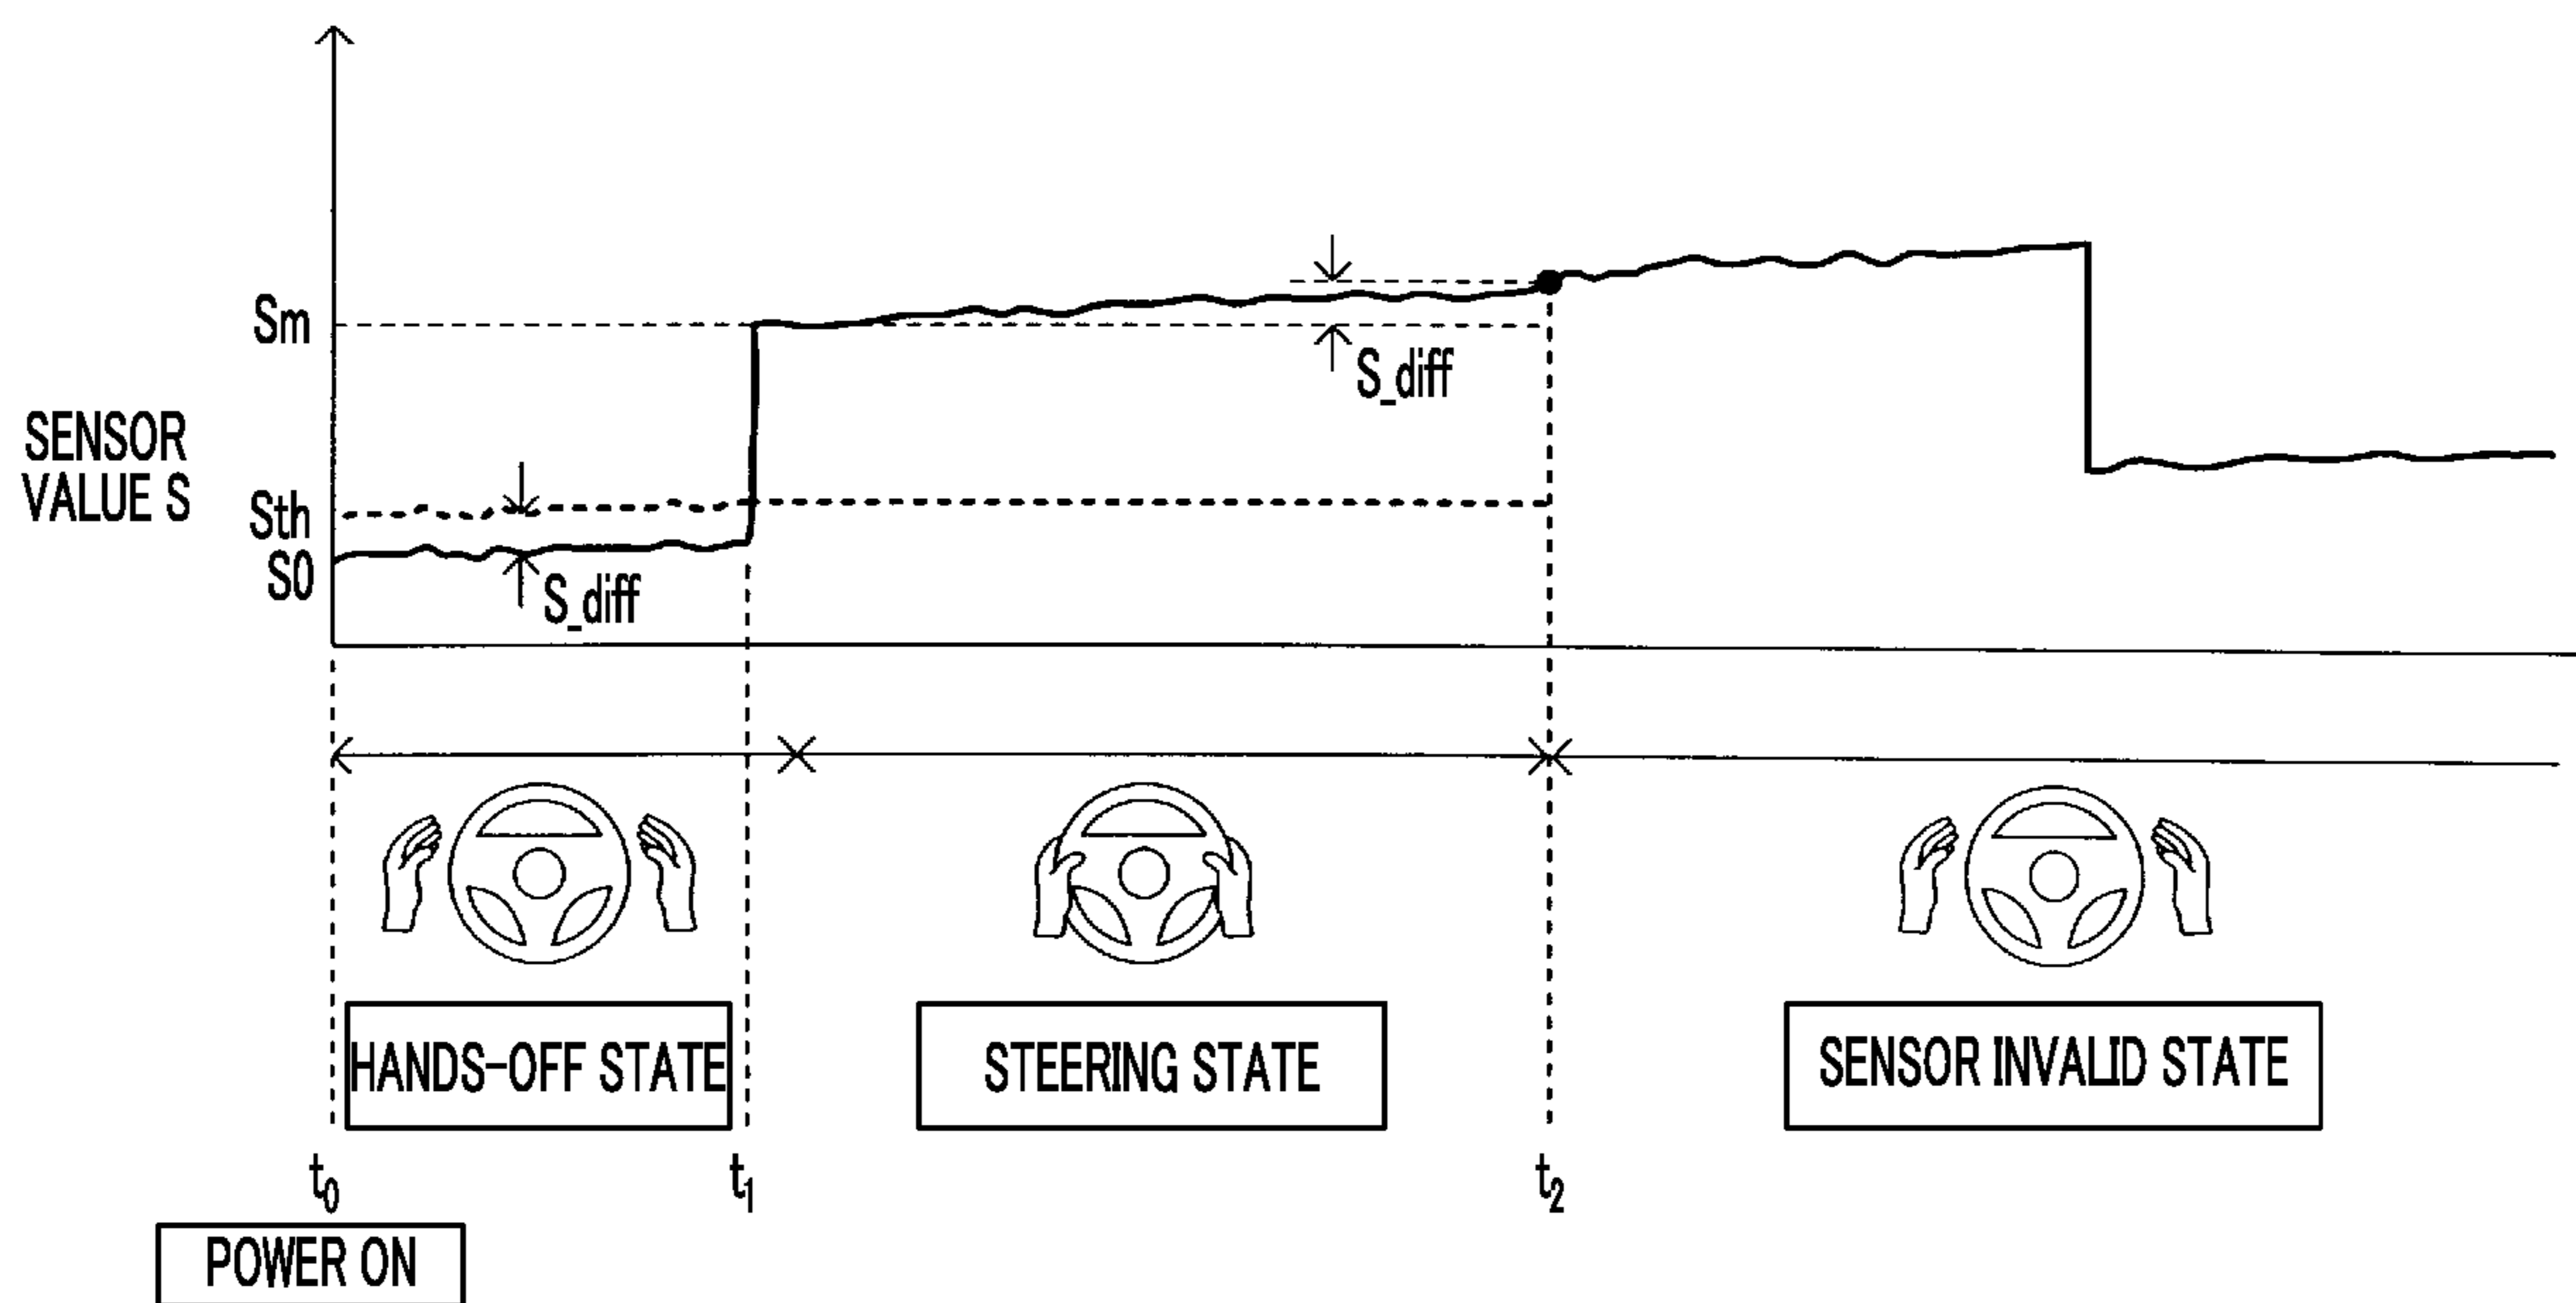 Sm
S_diff
SENSOR
VALUE S
Sth
S0
S_diff
HANDS-OFF STATE
STEERING STATE
SENSOR INVALID STATE
t0
t1
t2
POWER ON